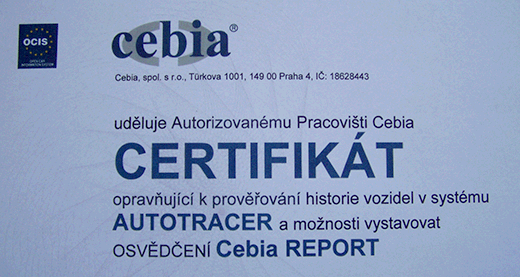 OCIS
cebia®
Cebia, spol. s r.o., Türkova 1001, 149 00 Praha 4, IČ: 18628443
uděluje Autorizovanému Pracovišti Cebia
CERTIFIKÁT
opravňující k prověřování historie vozidel v systému
AUTOTRACER a možnosti vystavovat
OSVĚDČENÍ Cebia REPORT